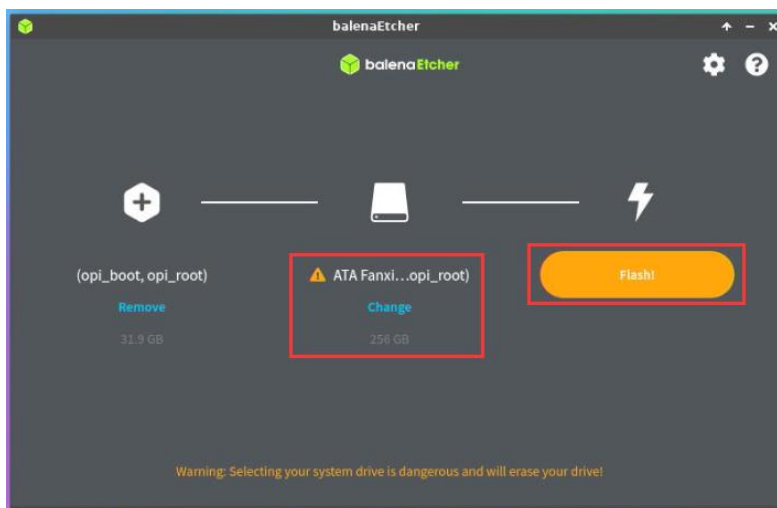 balenaEtcher
balenaEtcher
(opi_boot, opi_root)
Remove
31.9 GB
ATA Fanxi...opi_root)
Change
256 GB
Flash!
Warning: Selecting your system drive is dangerous and will erase your drive!